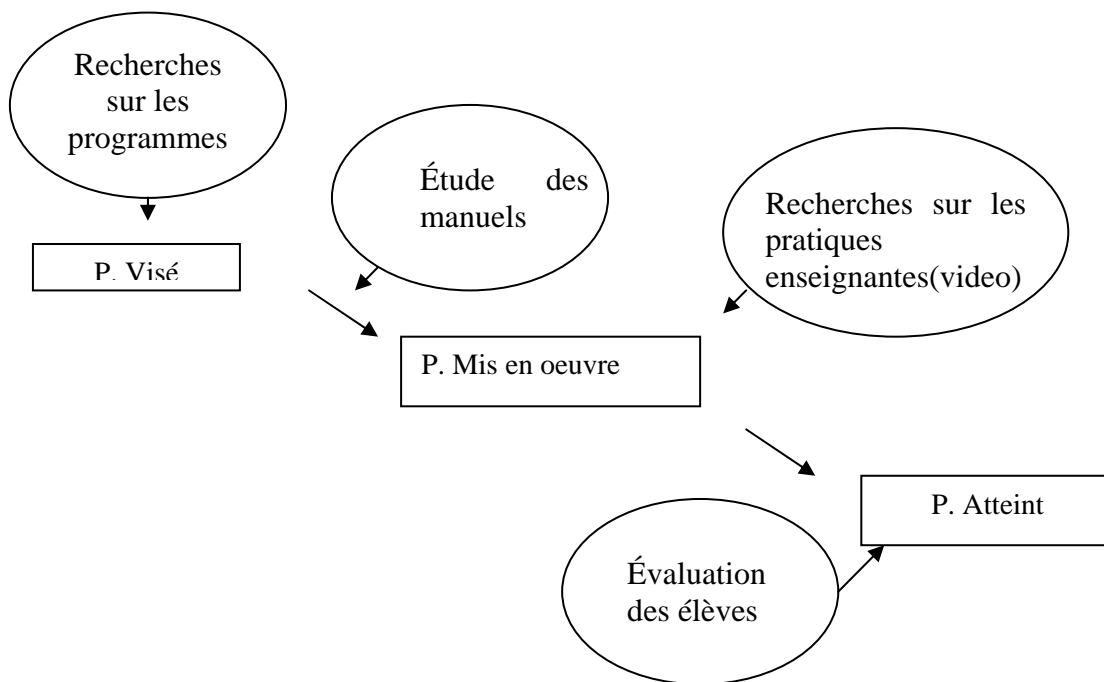 Recherches
sur les
programmes
Étude des
manuels
Recherches sur les
pratiques
enseignantes(video)
P. Visé
P. Mis en oeuvre
P. Atteint
Évaluation
des élèves